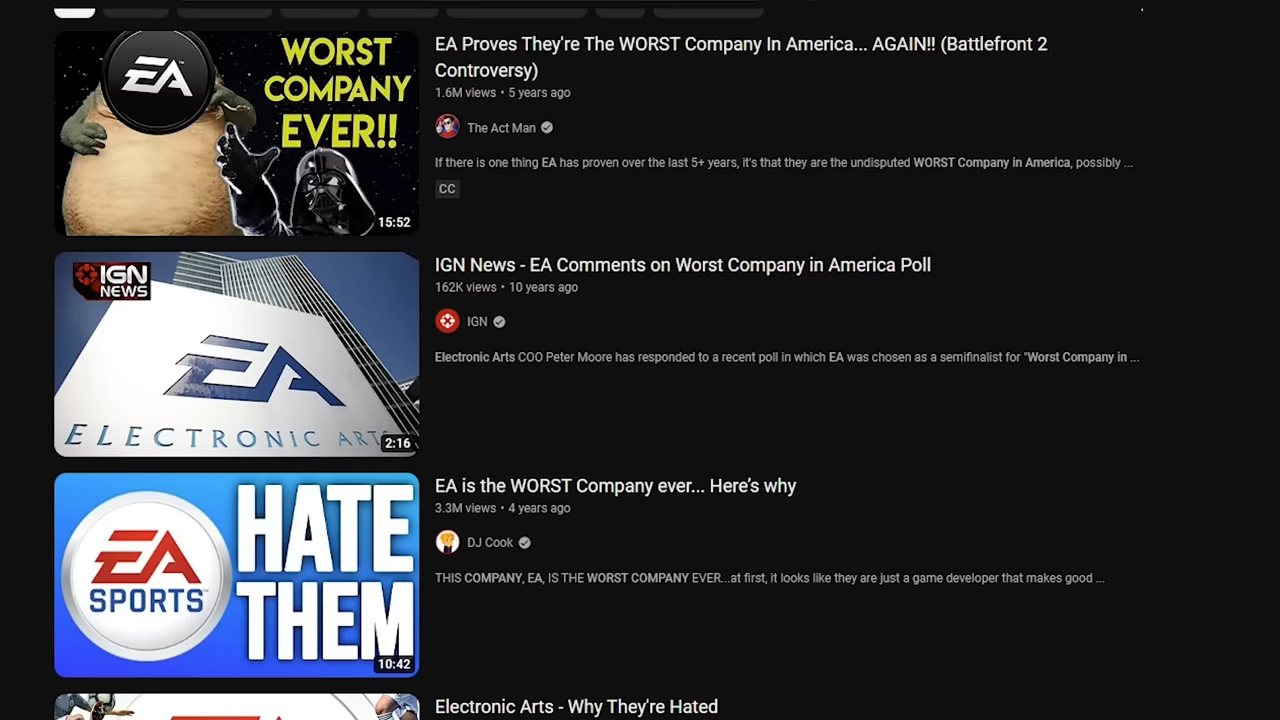 EA
WORST
COMPANY
EVER!!
15:52
EA Proves They're The WORST Company In America... AGAIN!! (Battlefront 2
Controversy)
1.6M views • 5 years ago
The Act Man
If there is one thing EA has proven over the last 5+ years, it's that they are the undisputed WORST Company in America, possibly ...
CC
IGN
NEWS
EA
ELECTRONIC ARTS
2:16
IGN News - EA Comments on Worst Company in America Poll
162K views • 10 years ago
IGN
Electronic Arts COO Peter Moore has responded to a recent poll in which EA was chosen as a semifinalist for "Worst Company in ...
EA
SPORTS™
HATE
THEM
10:42
EA is the WORST Company ever... Here's why
3.3M views • 4 years ago
DJ Cook
THIS COMPANY, EA, IS THE WORST COMPANY EVER...at first, it looks like they are just a game developer that makes good ...
Electronic Arts - Why They're Hated